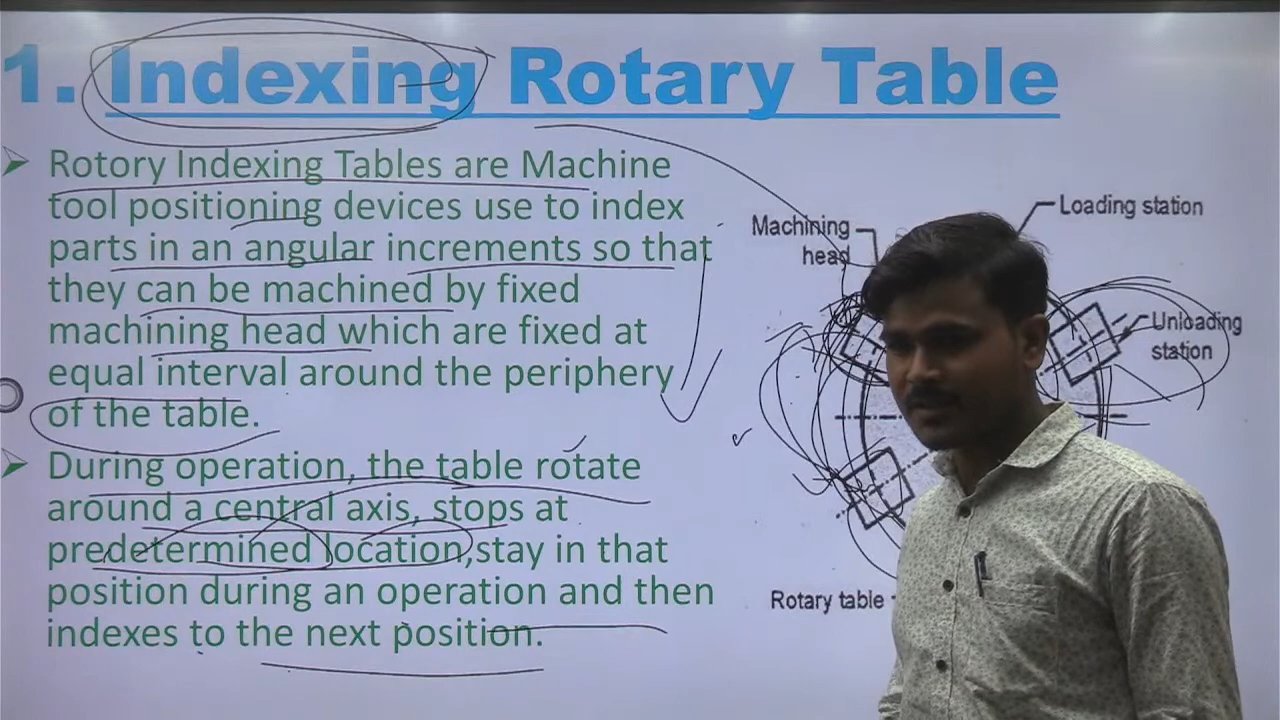 1. Indexing Rotary Table
Rotory Indexing Tables are Machine
tool positioning devices use to index
parts in an angular increments so that
they can be machined by fixed
machining head which are fixed at
equal interval around the periphery
of the table.
During operation, the table rotate
around a central axis, stops at
predetermined location,stay in that
position during an operation and then
indexes to the next position.
Loading station
Machining
head
Unloading
station
Rotary table